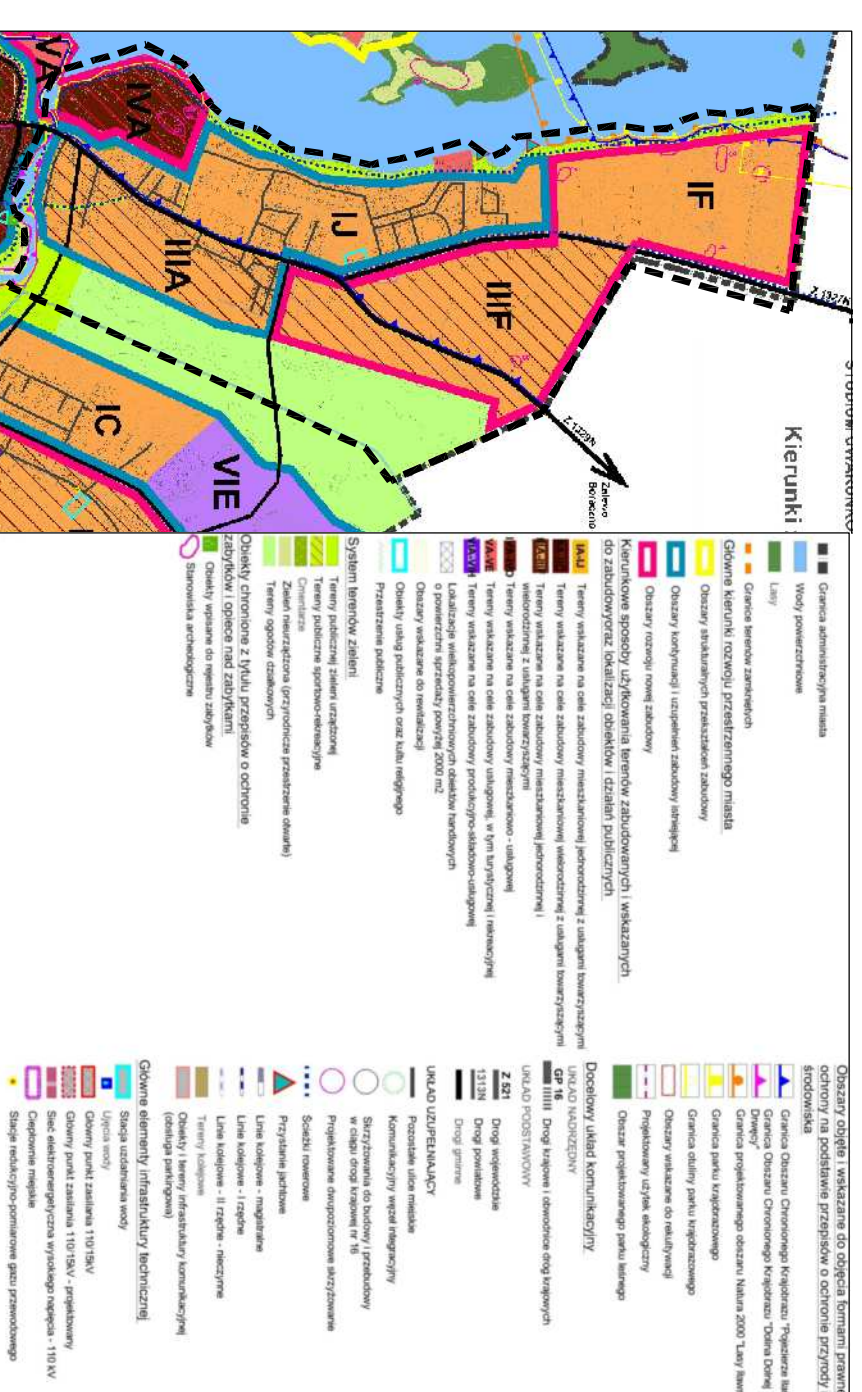 Kierunki
IF
IJ
IIIF
IIIA
IVA
VA
IC
VIE
Z 1329N
Zalewo
Boreczno
Granica administracyjna miasta
Wody powierzchniowe
Lasy
Granice terenów zamkniętych
Główne kierunki rozwoju przestrzennego miasta
Obszary strukturalnych przekształceń zabudowy
Obszary kontynuacji i uzupełnień zabudowy istniejącej
Obszary rozwoju nowej zabudowy
Kierunkowe sposoby użytkowania terenów zabudowanych i wskazanych
do zabudowyoraz lokalizacji obiektów i działań publicznych
IA-IJ Tereny wskazane na cele zabudowy mieszkaniowej jednorodzinnej z usługami towarzyszącymi
Tereny wskazane na cele zabudowy mieszkaniowej wielorodzinnej z usługami towarzyszącymi
Tereny wskazane na cele zabudowy mieszkaniowej jednorodzinnej i
wielorodzinnej z usługami towarzyszącymi
Tereny wskazane na cele zabudowy mieszkaniowo - usługowej
VA-VE Tereny wskazane na cele zabudowy usługowej, w tym turystycznej i rekreacyjnej
Tereny wskazane na cele zabudowy produkcyjno-składowo-usługowej
Lokalizacje wielkopowierzchniowych obiektów handlowych
o powierzchni sprzedaży powyżej 2000 m2
Obszary wskazane do rewitalizacji
Obiekty usług publicznych oraz kultu religijnego
Przestrzenie publiczne
System terenów zieleni
Tereny publicznej zieleni urządzonej
Tereny publiczne sportowo-rekreacyjne
Cmentarze
Zieleń nieurządzona (przyrodnicze przestrzenie otwarte)
Tereny ogodów działkowych
Obiekty chronione z tytułu przepisów o ochronie
zabytków i opiece nad zabytkami
Obiekty wpisane do rejestru zabytków
Stanowiska archeologiczne
Obszary objęte i wskazane do objęcia formami prawne
ochrony na podstawie przepisów o ochronie przyrody
środowiska
Granica Obszaru Chronionego Krajobrazu "Pojezierze
Granica Obszaru Chronionego Krajobrazu "Dolina Dolnej
Drwęcy"
Granica projektowanego obszaru Natura 2000 "Lasy
Granica parku krajobrazowego
Granica otuliny parku krajobrazowego
Obszary wskazane do rekultywacji
Projektowany użytek ekologiczny
Obszar projektowanego parku leśnego
Docelowy układ komunikacyjny
UKŁAD NADRZĘDNY
GP 16 Drogi krajowe i obwodnice dróg krajowych
UKŁAD PODSTAWOWY
Z 521 Drogi wojewódzkie
1313N Drogi powiatowe
Drogi gminne
UKŁAD UZUPEŁNIAJĄCY
Pozostałe ulice miejskie
Komunikacyjny węzeł integracyjny
Skrzyżowania do budowy i przebudowy
w ciągu drogi krajowej nr 16
Projektowane dwupoziomowe skrzyżowanie
Ścieżki rowerowe
Przystanie jachtowe
Linie kolejowe - magistralne
Linie kolejowe - I rzędne
Linie kolejowe - II rzędne - nieczynne
Tereny kolejowe
Obiekty i tereny infrastruktury komunikacyjnej
(obsługa parkingowa)
Główne elementy infrastruktury technicznej
Stacja uzdatniania wody
Ujęcia wody
Główny punkt zasilania 110/15kV
Główny punkt zasilania 110/15kV - projektowany
Sieć elektroenergetyczna wysokiego napięcia - 110 kV
Ciepłownie miejskie
Stacje redukcyjno-pomiarowe gazu przewodowego